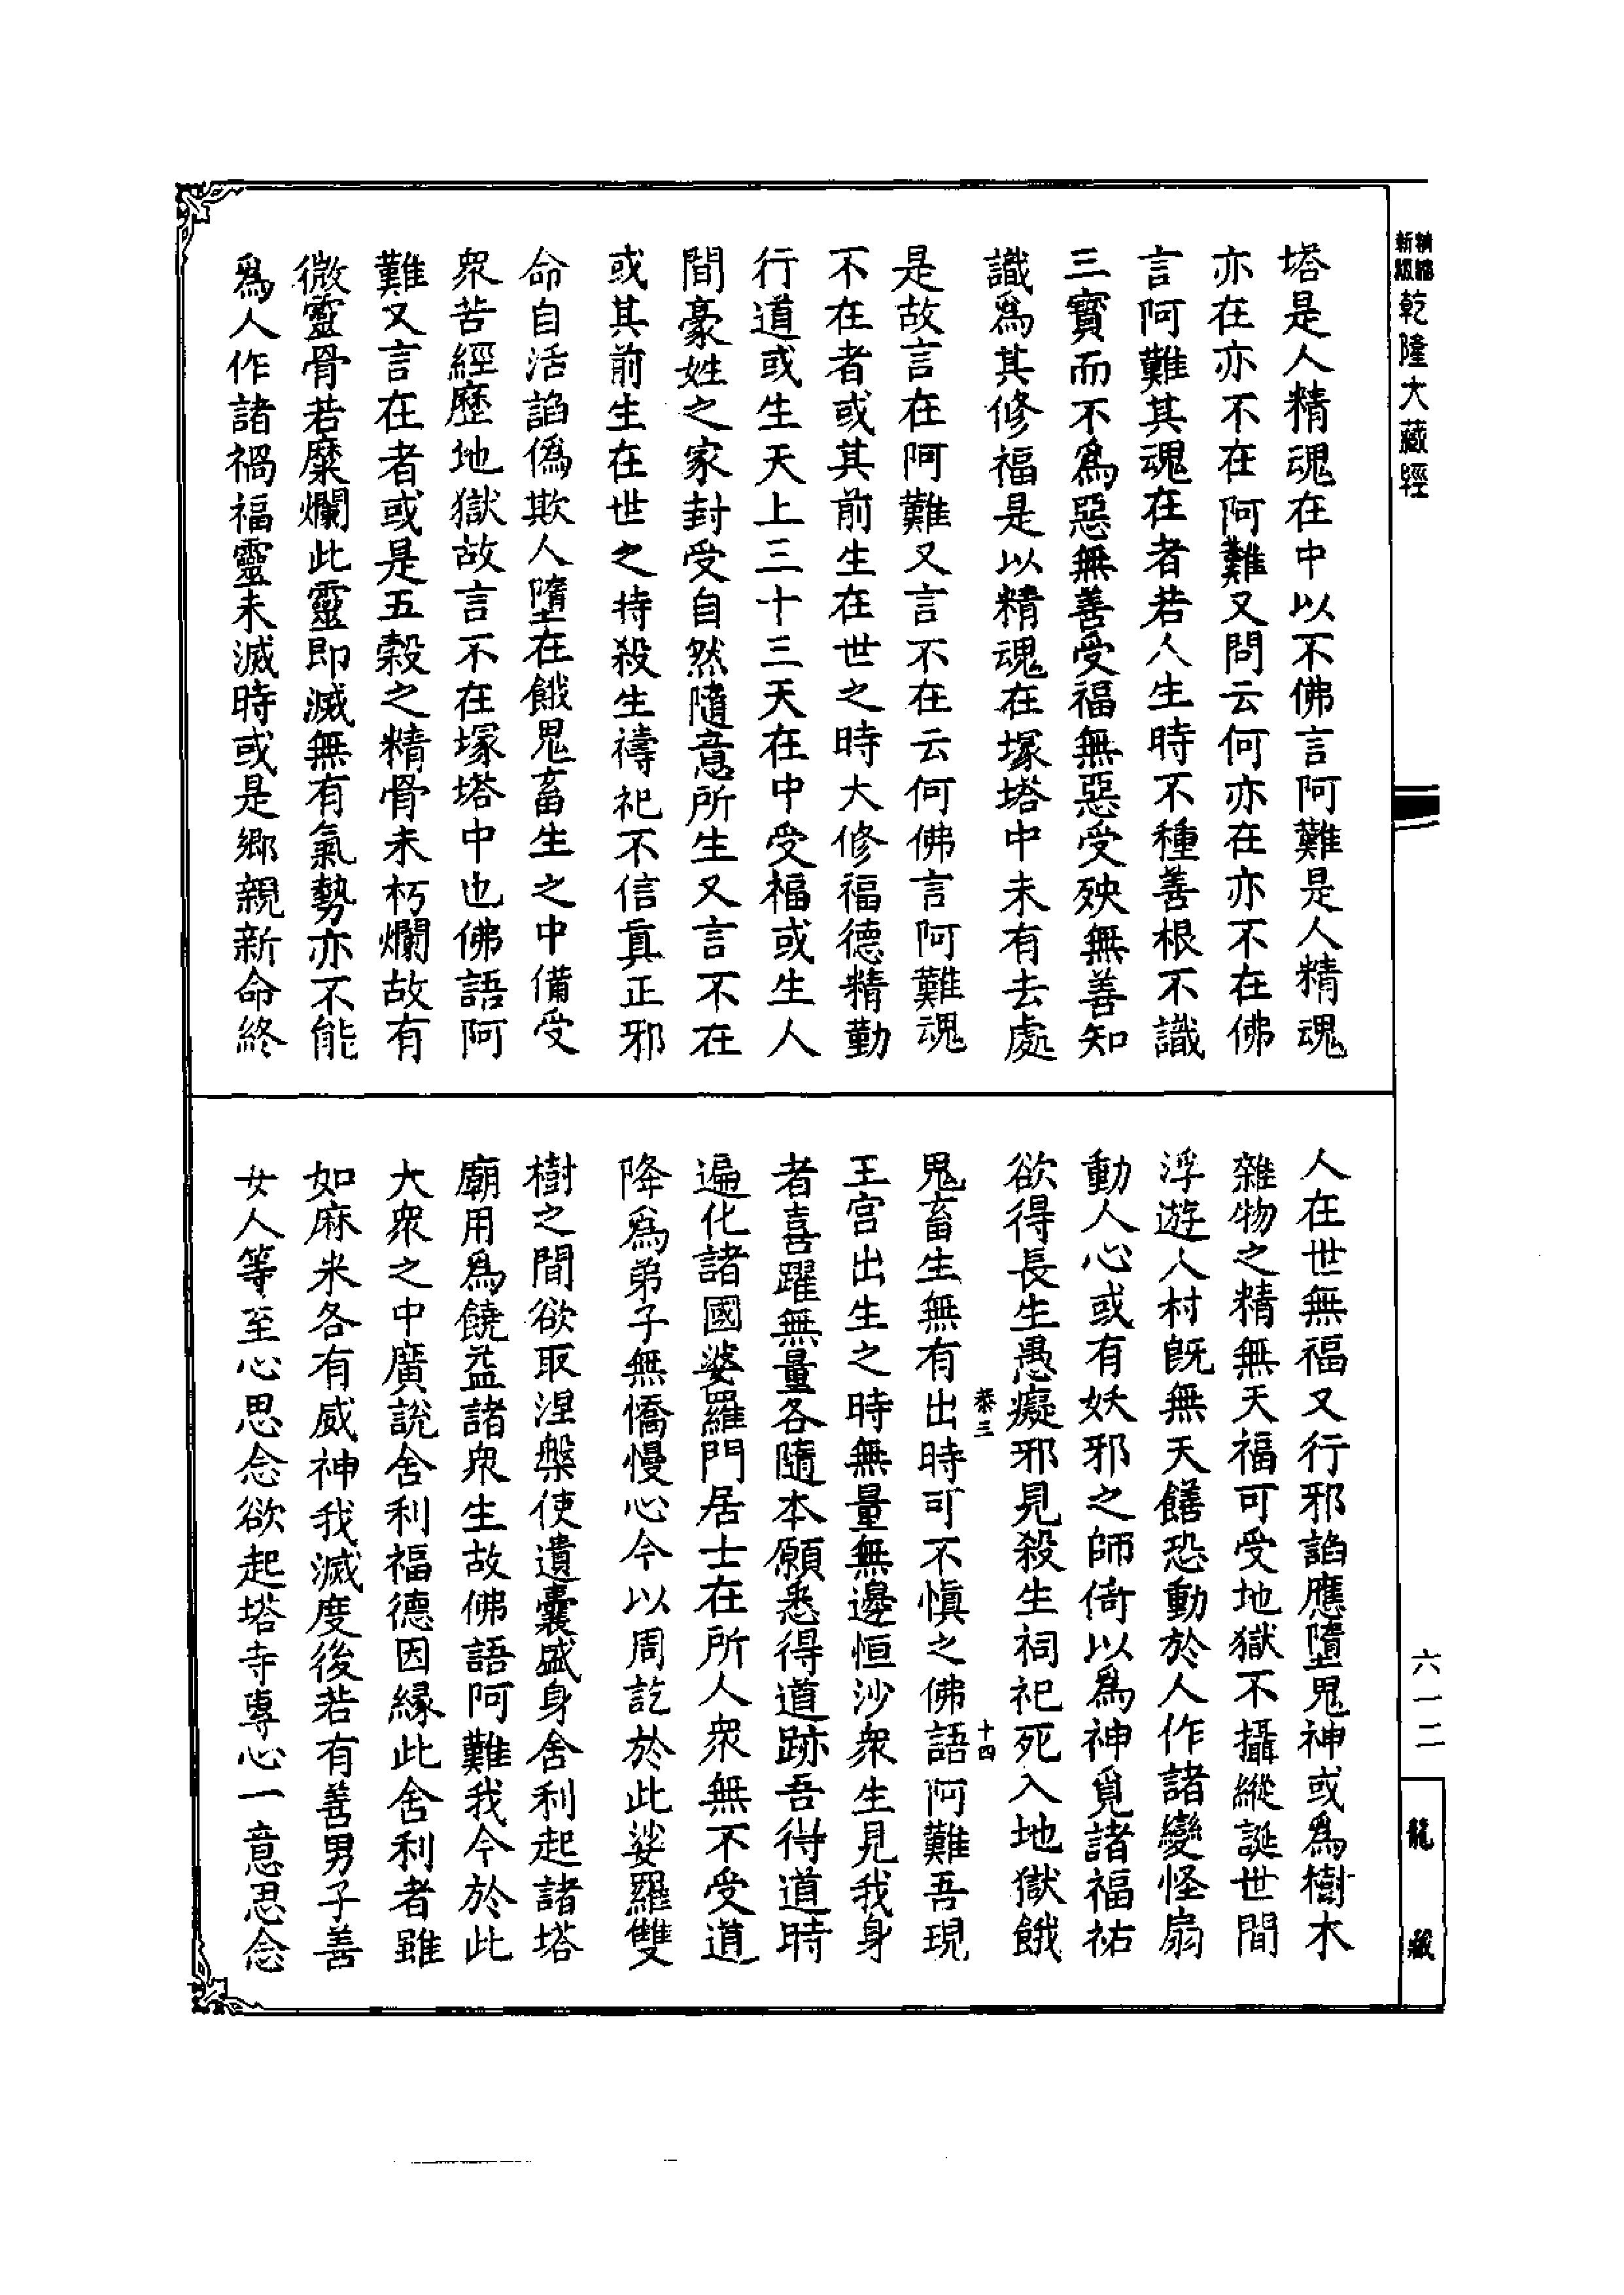 新編縮版
乾隆大藏經
塔是人精魂在中以不佛言阿難是人精魂
亦在亦不在阿難又問云何亦在亦不在佛
言阿難其魂在者若人生時不種善根不識
三寶而不爲惡無善受福無惡受殃無善知
識爲其修福是以精魂在塚塔中未有去處
是故言在阿難又言不在云何佛言阿難魂
不在者或其前生在世之時大修福德精勤
行道或生天上三十三天在中受福或生人
間豪姓之家封受自然隨意所生又言不在
或其前生在世之時殺生禱祀不信真正邪
命自活諂僞欺人墮在餓鬼畜生之中備受
衆苦經歷地獄故言不在塚塔中也佛語阿
難又言在者或是五穀之精骨未朽爛故有
微靈骨若糜爛此靈即滅無有氣勢亦不能
爲人作諸禍福靈未滅時或是鄉親新命終
人在世無福又行邪諂應墮鬼神或爲樹木
雜物之精無天福可受地獄不攝縱誕世間
浮遊人村既無天饍恐動於人作諸變怪扇
動人心或有妖邪之師倚以爲神覓諸福祐
欲得長生愚癡邪見殺生祠祀死入地獄餓
恭三
十四
鬼畜生無有出時可不慎之佛語阿難吾現
王宮出生之時無量無邊恒沙衆生見我身
者喜躍無量各隨本願悉得道跡吾得道時
遍化諸國婆羅門居士在所人衆無不受道
降爲弟子無憍慢心今以周訖於此娑羅雙
樹之間欲取涅槃使遺囊盛身舍利起諸塔
廟用爲饒益諸衆生故佛語阿難我今於此
大衆之中廣說舍利福德因緣此舍利者雖
如麻米各有威神我滅度後若有善男子善
女人等至心思念欲起塔寺專心一意忍念
六一二
龍藏